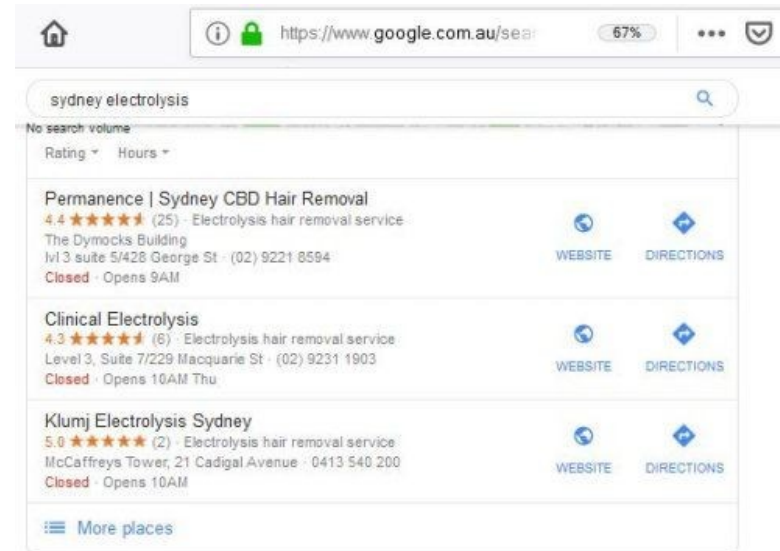 https://www.google.com.au/sea
67%
sydney electrolysis
No search volume
Rating Hours
Permanence | Sydney CBD Hair Removal
4.4 (25) · Electrolysis hair removal service
The Dymocks Building
lvl 3 suite 5/428 George St · (02) 9221 8594
Closed · Opens 9AM
WEBSITE DIRECTIONS
Clinical Electrolysis
4.3 (6) · Electrolysis hair removal service
Level 3, Suite 7/229 Macquarie St · (02) 9231 1903
Closed · Opens 10AM Thu
WEBSITE DIRECTIONS
Klumj Electrolysis Sydney
5.0 (2) · Electrolysis hair removal service
McCaffreys Tower, 21 Cadigal Avenue · 0413 540 200
Closed · Opens 10AM
WEBSITE DIRECTIONS
More places